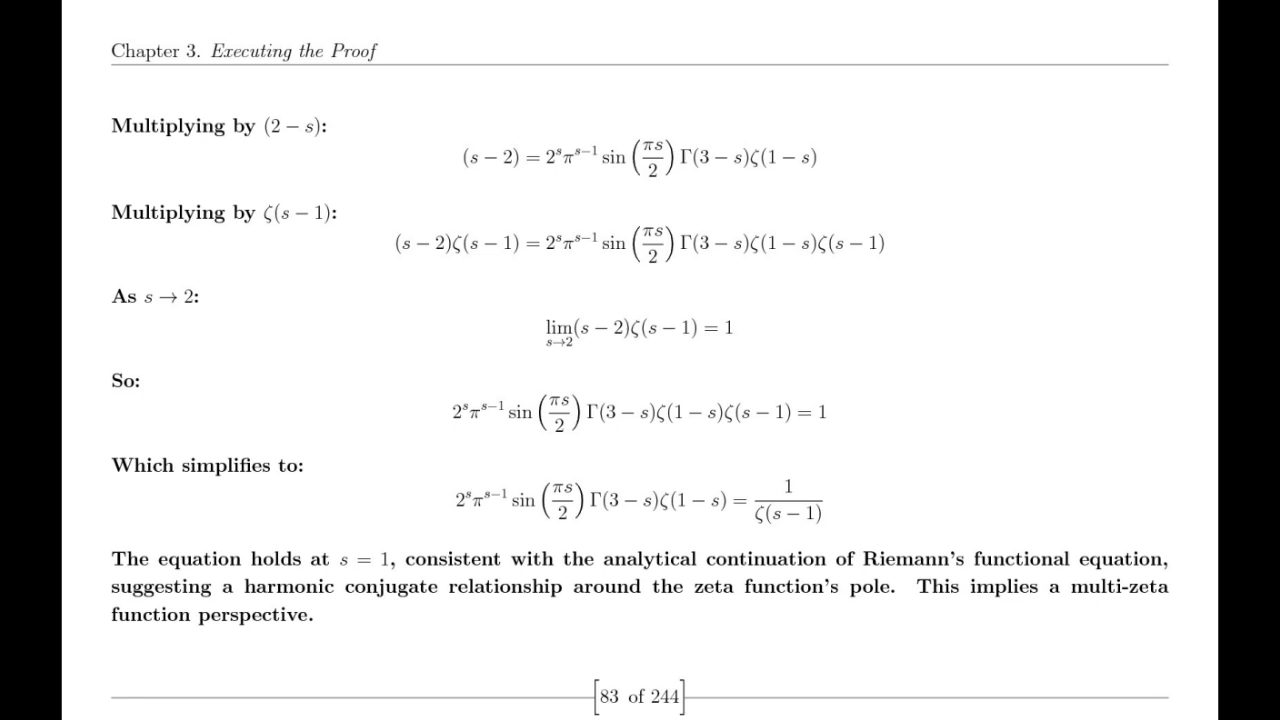 Chapter 3. Executing the Proof
Multiplying by (2 − s):
(s − 2) = 2^s π^{s−1} sin (πs/2) Γ(3 − s)ζ(1 − s)
Multiplying by ζ(s − 1):
(s − 2)ζ(s − 1) = 2^s π^{s−1} sin (πs/2) Γ(3 − s)ζ(1 − s)ζ(s − 1)
As s → 2:
lim_{s→2}(s − 2)ζ(s − 1) = 1
So:
2^s π^{s−1} sin (πs/2) Γ(3 − s)ζ(1 − s)ζ(s − 1) = 1
Which simplifies to:
2^s π^{s−1} sin (πs/2) Γ(3 − s)ζ(1 − s) = 1/ζ(s − 1)
The equation holds at s = 1, consistent with the analytical continuation of Riemann's functional equation,
suggesting a harmonic conjugate relationship around the zeta function's pole. This implies a multi-zeta
function perspective.
[83 of 244]